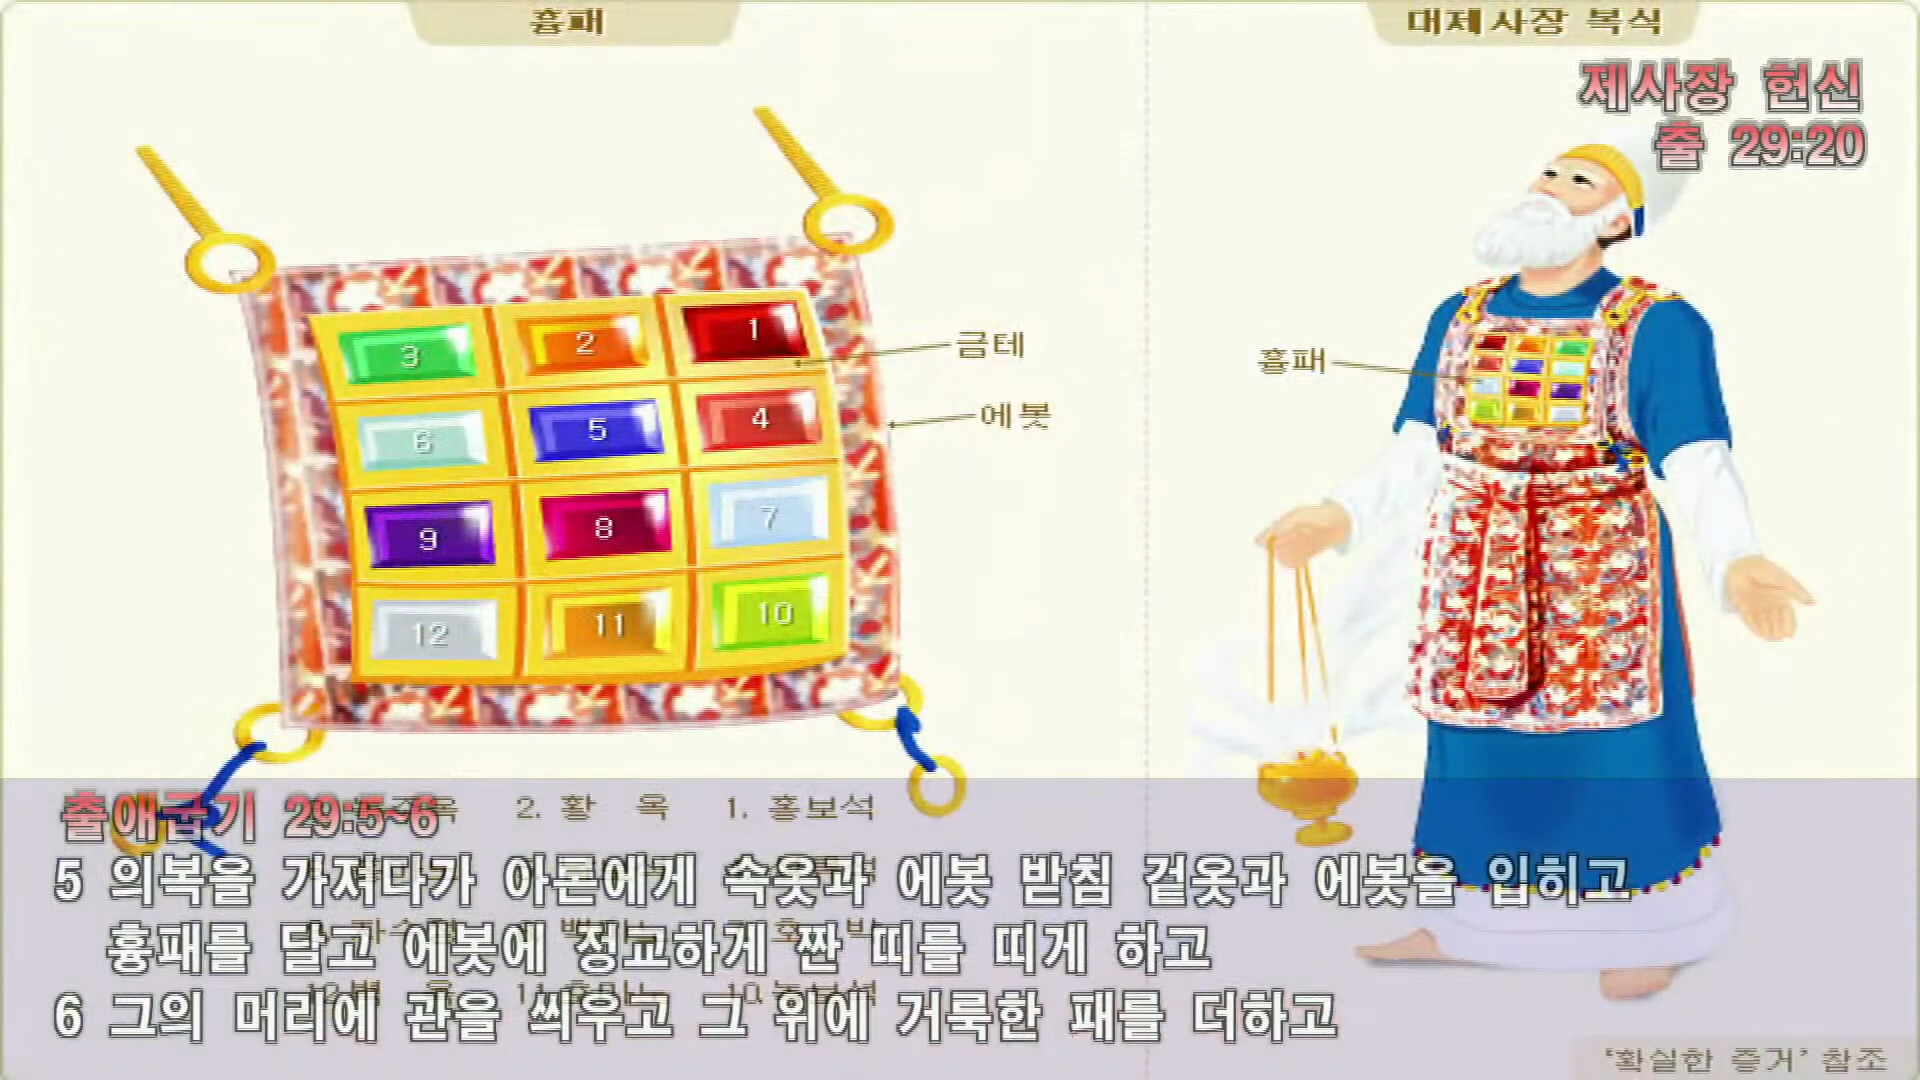 흉패
대제사장 복식
제사장 헌신
출 29:20
3 2 1
금테
에봇
6 5 4
흉패
9 8 7
12 11 10
2. 황 옥 1. 홍보석
출애굽기 29:5~6
5 의복을 가져다가 아론에게 속옷과 에봇 받침 겉옷과 에봇을 입히고
흉패를 달고 에봇에 정교하게 짠 띠를 띠게 하고
6 그의 머리에 관을 씌우고 그 위에 거룩한 패를 더하고
'확실한 증거' 참조